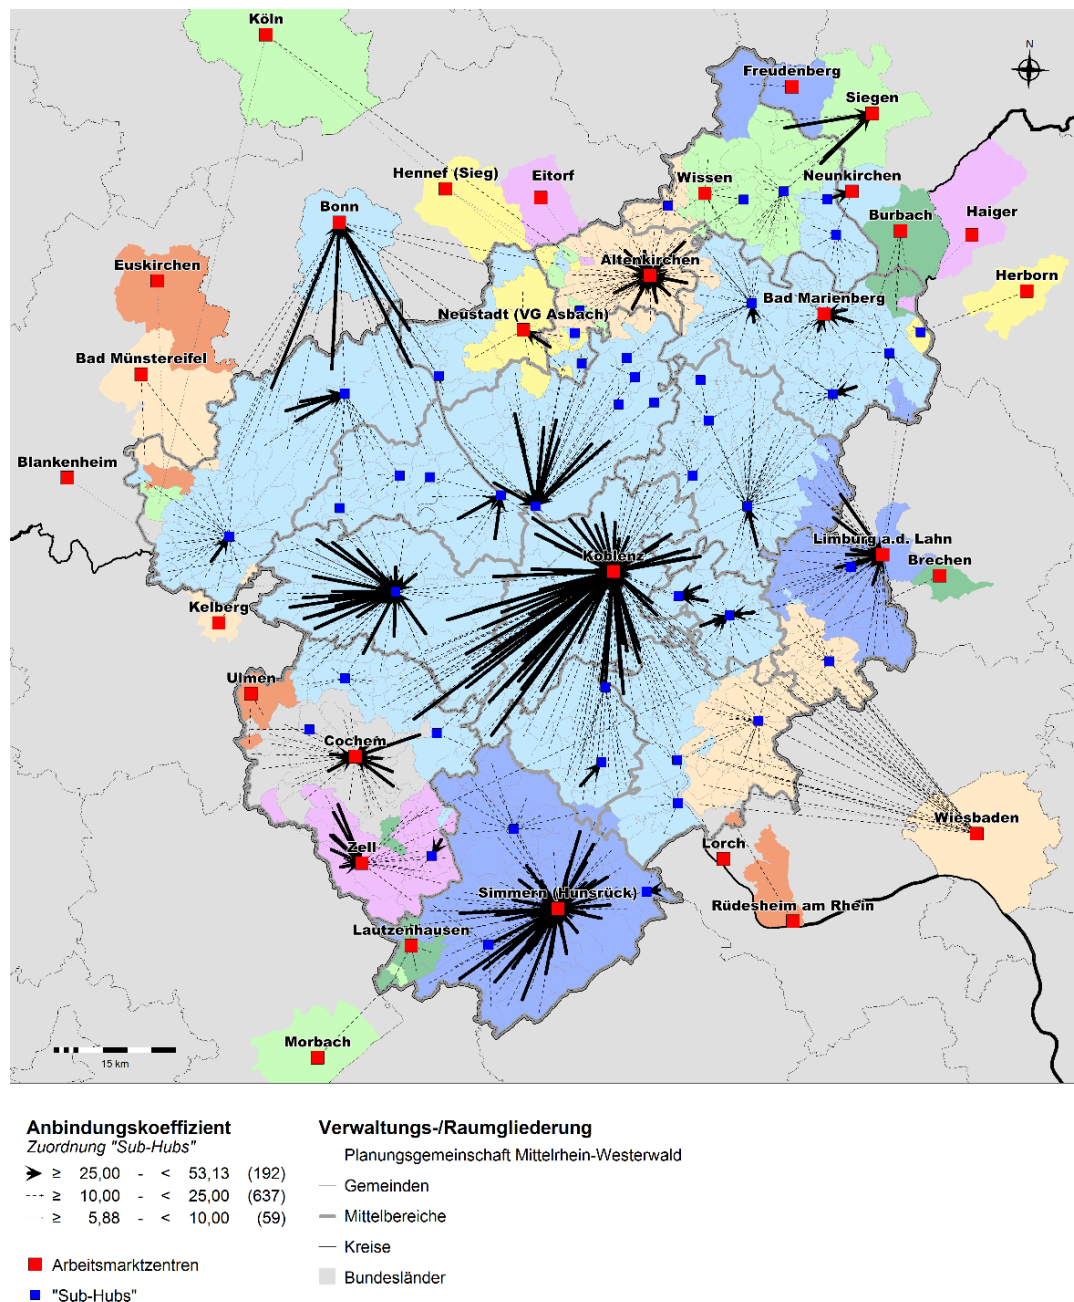 Köln
N
Freudenberg
Siegen
Hennef (Sieg)
Eitorf
Wissen
Neunkirchen
Bonn
Burbach
Haiger
Euskirchen
Altenkirchen
Herborn
Bad Marienberg
Neustadt (VG Asbach)
Bad Münstereifel
Blankenheim
Limburg a.d. Lahn
Koblenz
Brechen
Kelberg
Ulmen
Cochem
Wiesbaden
Zell
Lorch
Simmern (Hunsrück)
Rüdesheim am Rhein
Lautzenhausen
Morbach
15 km
Anbindungskoeffizient
Zuordnung "Sub-Hubs"
≥ 25,00 - < 53,13 (192)
≥ 10,00 - < 25,00 (637)
≥ 5,88 - < 10,00 (59)
Arbeitsmarktzentren
"Sub-Hubs"
Verwaltungs-/Raumgliederung
Planungsgemeinschaft Mittelrhein-Westerwald
Gemeinden
Mittelbereiche
Kreise
Bundesländer